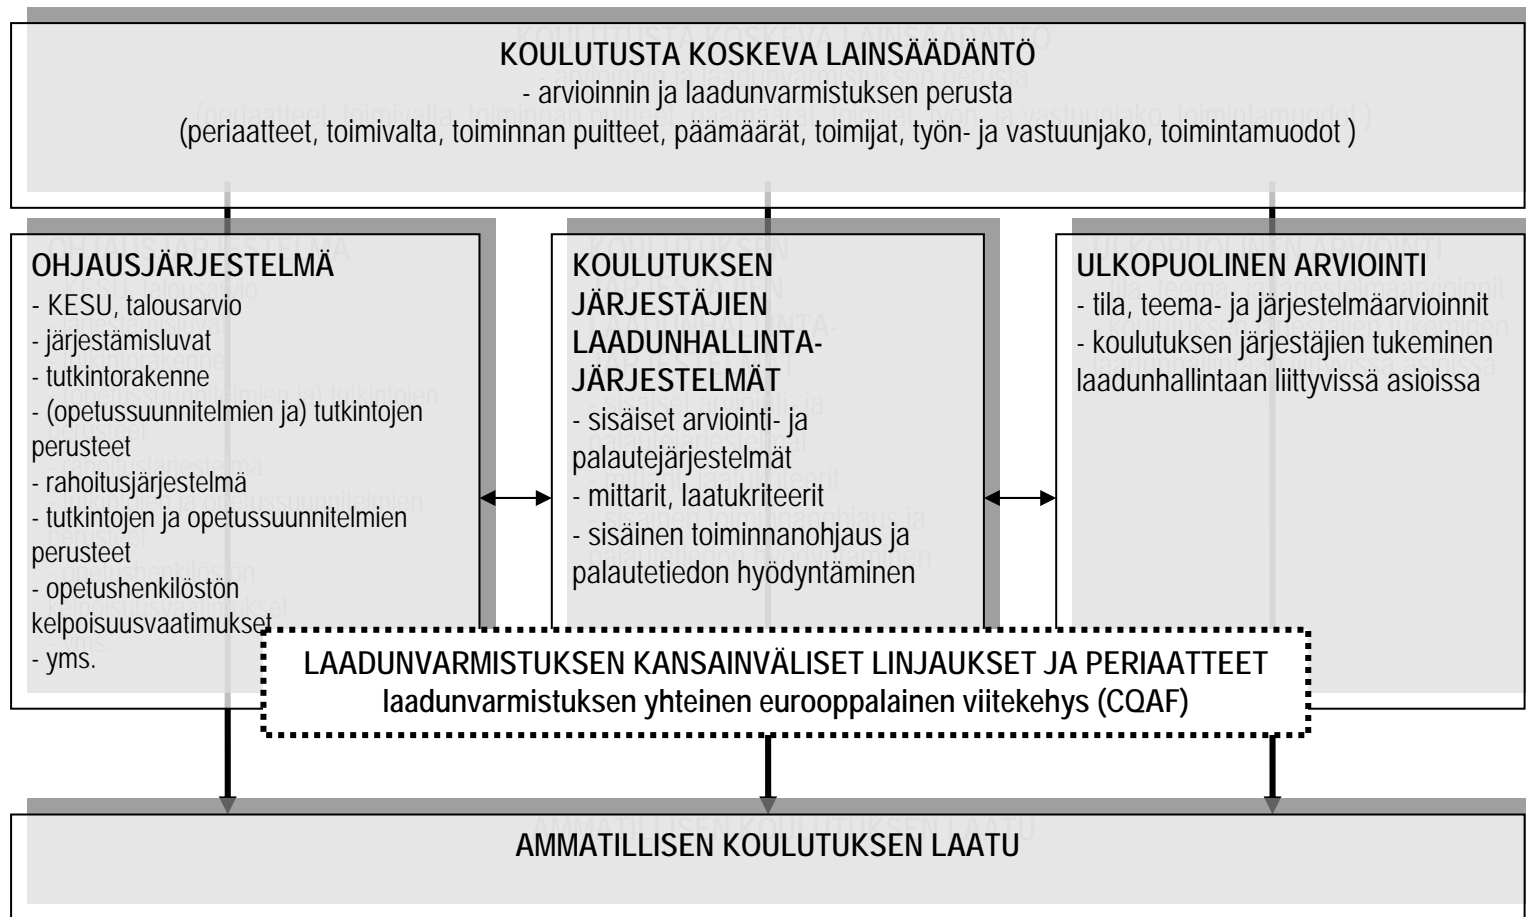 KOULUTUSTA KOSKEVA LAINSÄÄDÄNTÖ
- arvioinnin ja laadunvarmistuksen perusta
(periaatteet, toimivalta, toiminnan puitteet, päämäärät, toimijat, työn- ja vastuunjako, toimintamuodot )
OHJAUSJÄRJESTELMÄ
- KESU, talousarvio
- järjestämisluvat
- tutkintorakenne
- (opetussuunnitelmien ja) tutkintojen
perusteet
- rahoitusjärjestelmä
- tutkintojen ja opetussuunnitelmien
perusteet
- opetushenkilöstön
kelpoisuusvaatimukset
- yms.
KOULUTUKSEN
JÄRJESTÄJIEN
LAADUNHALLINTA-
JÄRJESTELMÄT
- sisäiset arviointi- ja
palautejärjestelmät
- mittarit, laatukriteerit
- sisäinen toiminnanohjaus ja
palautetiedon hyödyntäminen
ULKOPUOLINEN ARVIOINTI
- tila, teema- ja järjestelmäarvioinnit
- koulutuksen järjestäjien tukeminen
laadunhallintaan liittyvissä asioissa
LAADUNVARMISTUKSEN KANSAINVÄLISET LINJAUKSET JA PERIAATTEET
laadunvarmistuksen yhteinen eurooppalainen viitekehys (CQAF)
AMMATILLISEN KOULUTUKSEN LAATU